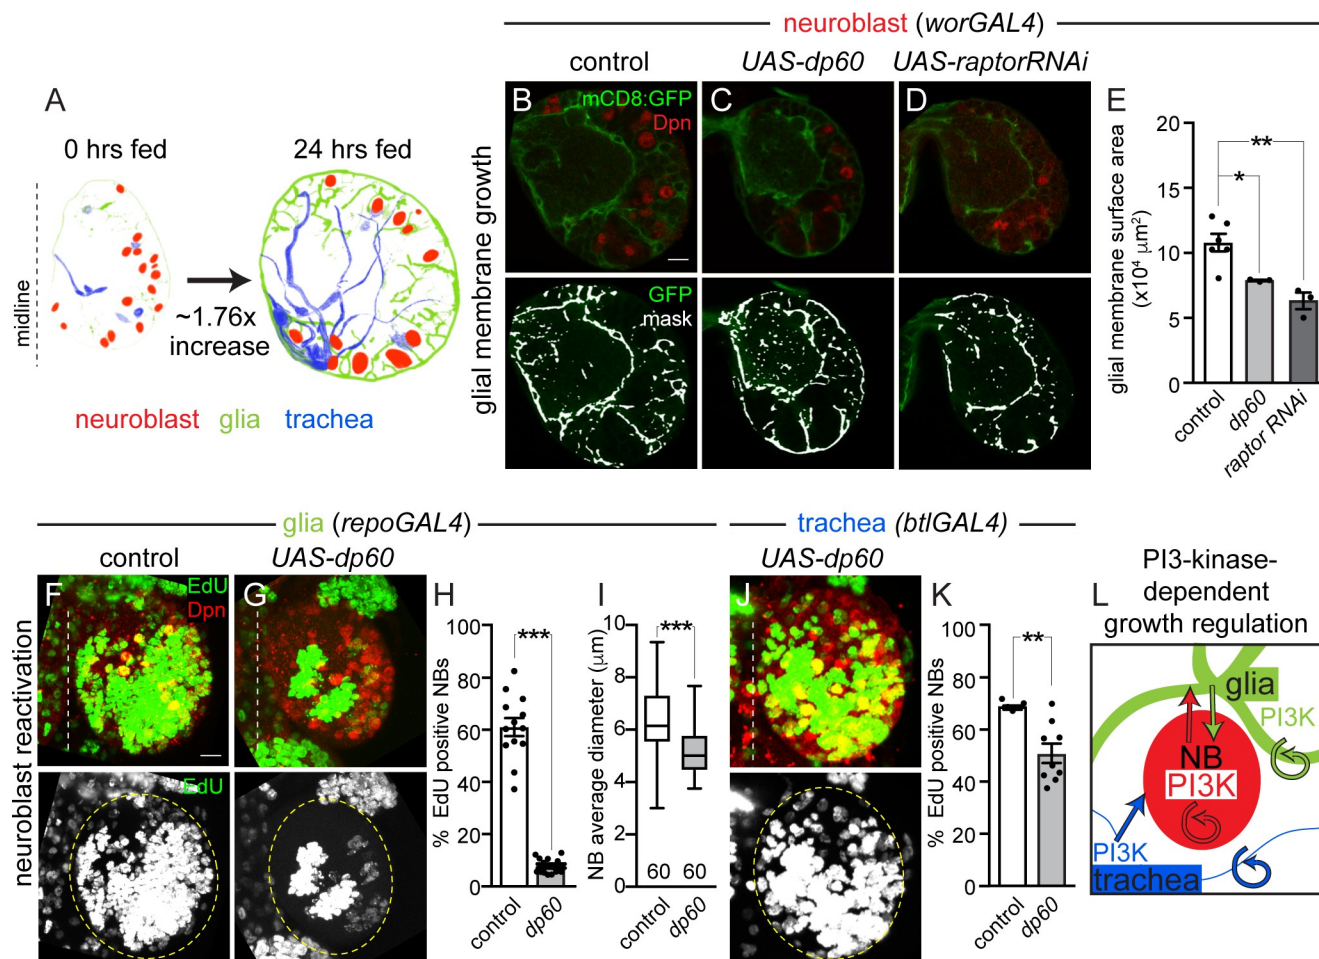 neuroblast (worGAL4)
control
UAS-dp60
UAS-raptorRNAi
A
0 hrs fed
24 hrs fed
midline
~1.76x
increase
neuroblast glia trachea
glial membrane growth
B
mCD8:GFP
Dpn
C
D
GFP
mask
E
glial membrane surface area
(x10⁴ µm²)
20
15
10
5
0
*
**
control
dp60
raptor RNAi
glia (repoGAL4)
control
UAS-dp60
neuroblast reactivation
F
EdU
Dpn
G
EdU
H
% EdU positive NBs
100
80
60
40
20
0
***
control
dp60
I
NB average diameter (µm)
10
8
6
4
2
0
***
60
60
control
dp60
trachea (btlGAL4)
UAS-dp60
J
K
% EdU positive NBs
100
80
60
40
20
0
**
control
dp60
L
PI3-kinase-
dependent
growth regulation
glia
PI3K
NB
PI3K
PI3K
trachea